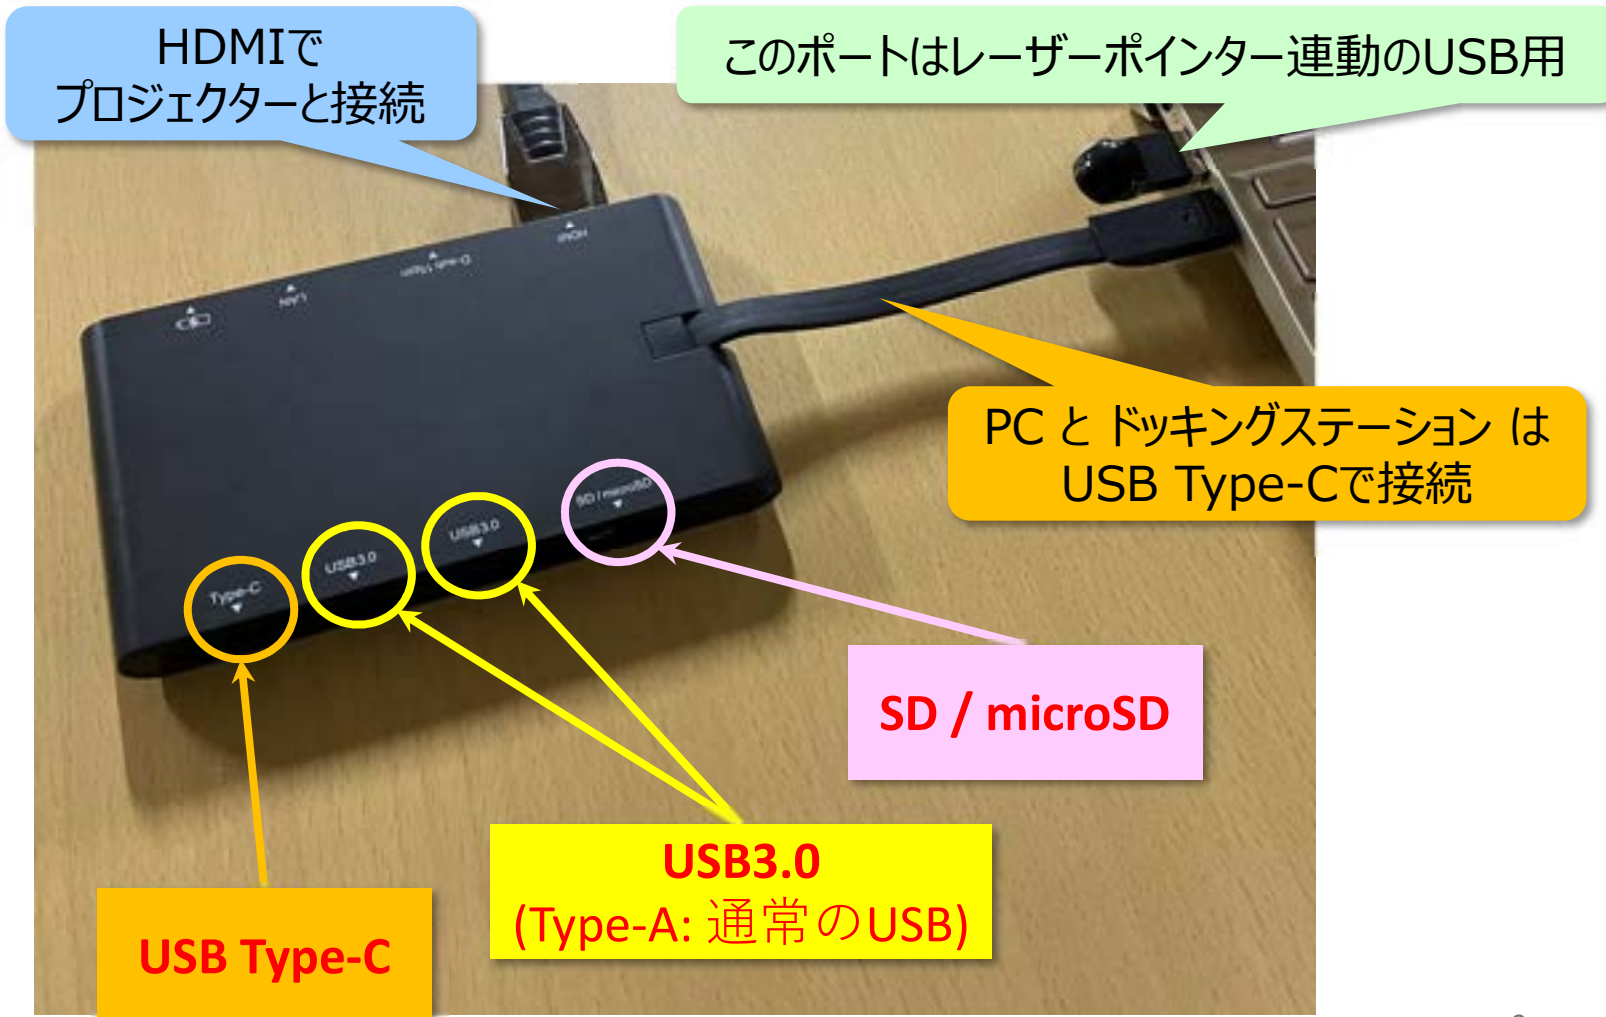 HDMIで
プロジェクターと接続
このポートはレーザーポインター連動のUSB用
HDMI
D-sub 15pin
LAN
PC と ドッキングステーション は
USB Type-Cで接続
SD / microSD
USB3.0
USB3.0
Type-C
SD / microSD
USB3.0
(Type-A: 通常のUSB)
USB Type-C